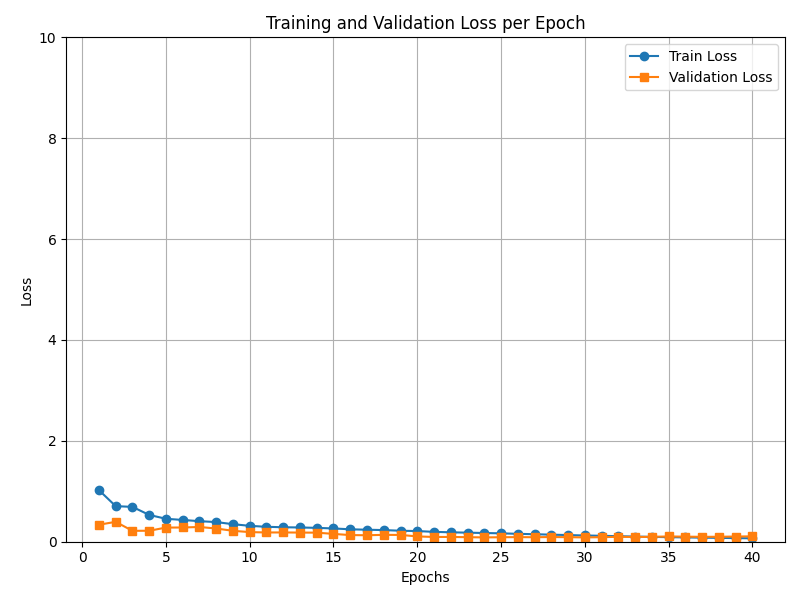 Training and Validation Loss per Epoch
Train Loss
Validation Loss
10
8
6
4
2
0
Loss
0 5 10 15 20 25 30 35 40
Epochs